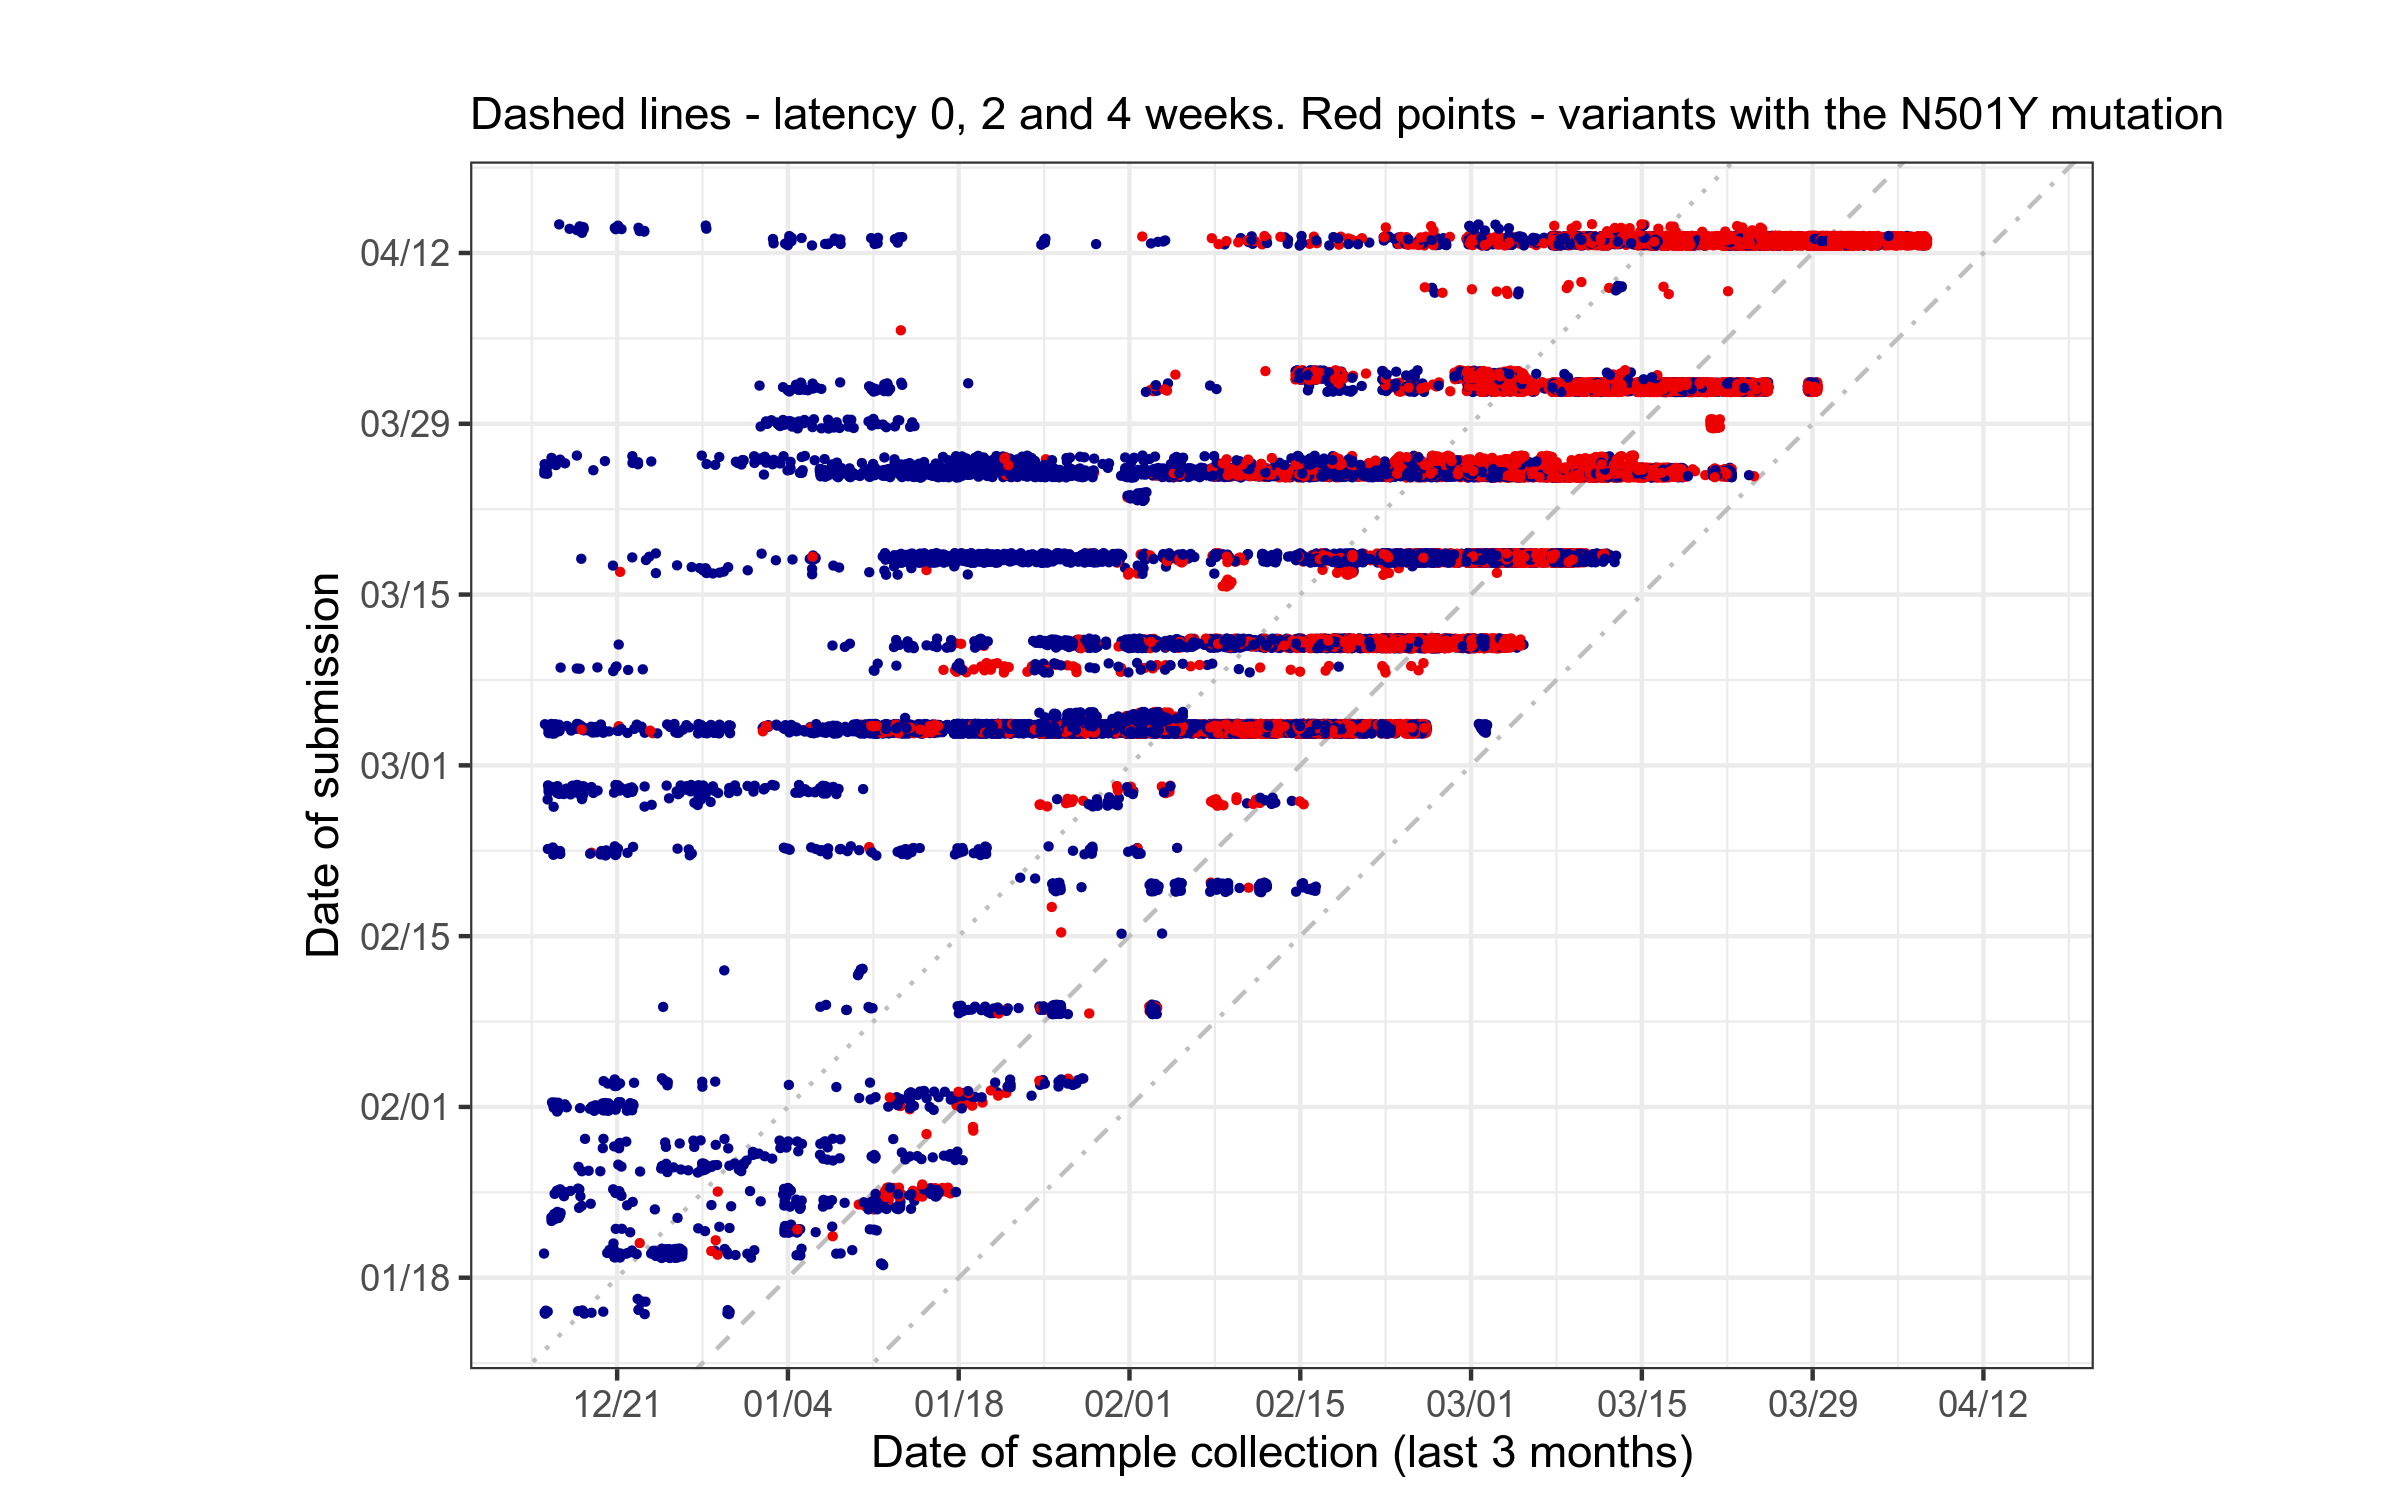 Dashed lines - latency 0, 2 and 4 weeks. Red points - variants with the N501Y mutation
Date of submission
04/12
03/29
03/15
03/01
02/15
02/01
01/18
12/21 01/04 01/18 02/01 02/15 03/01 03/15 03/29 04/12
Date of sample collection (last 3 months)